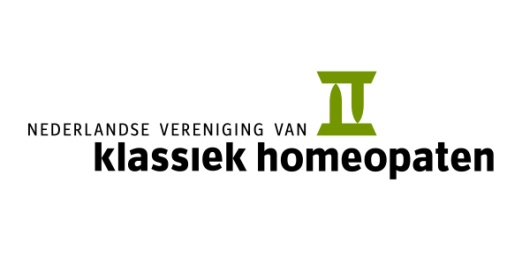 NEDERLANDSE VERENIGING VAN
klassiek homeopaten